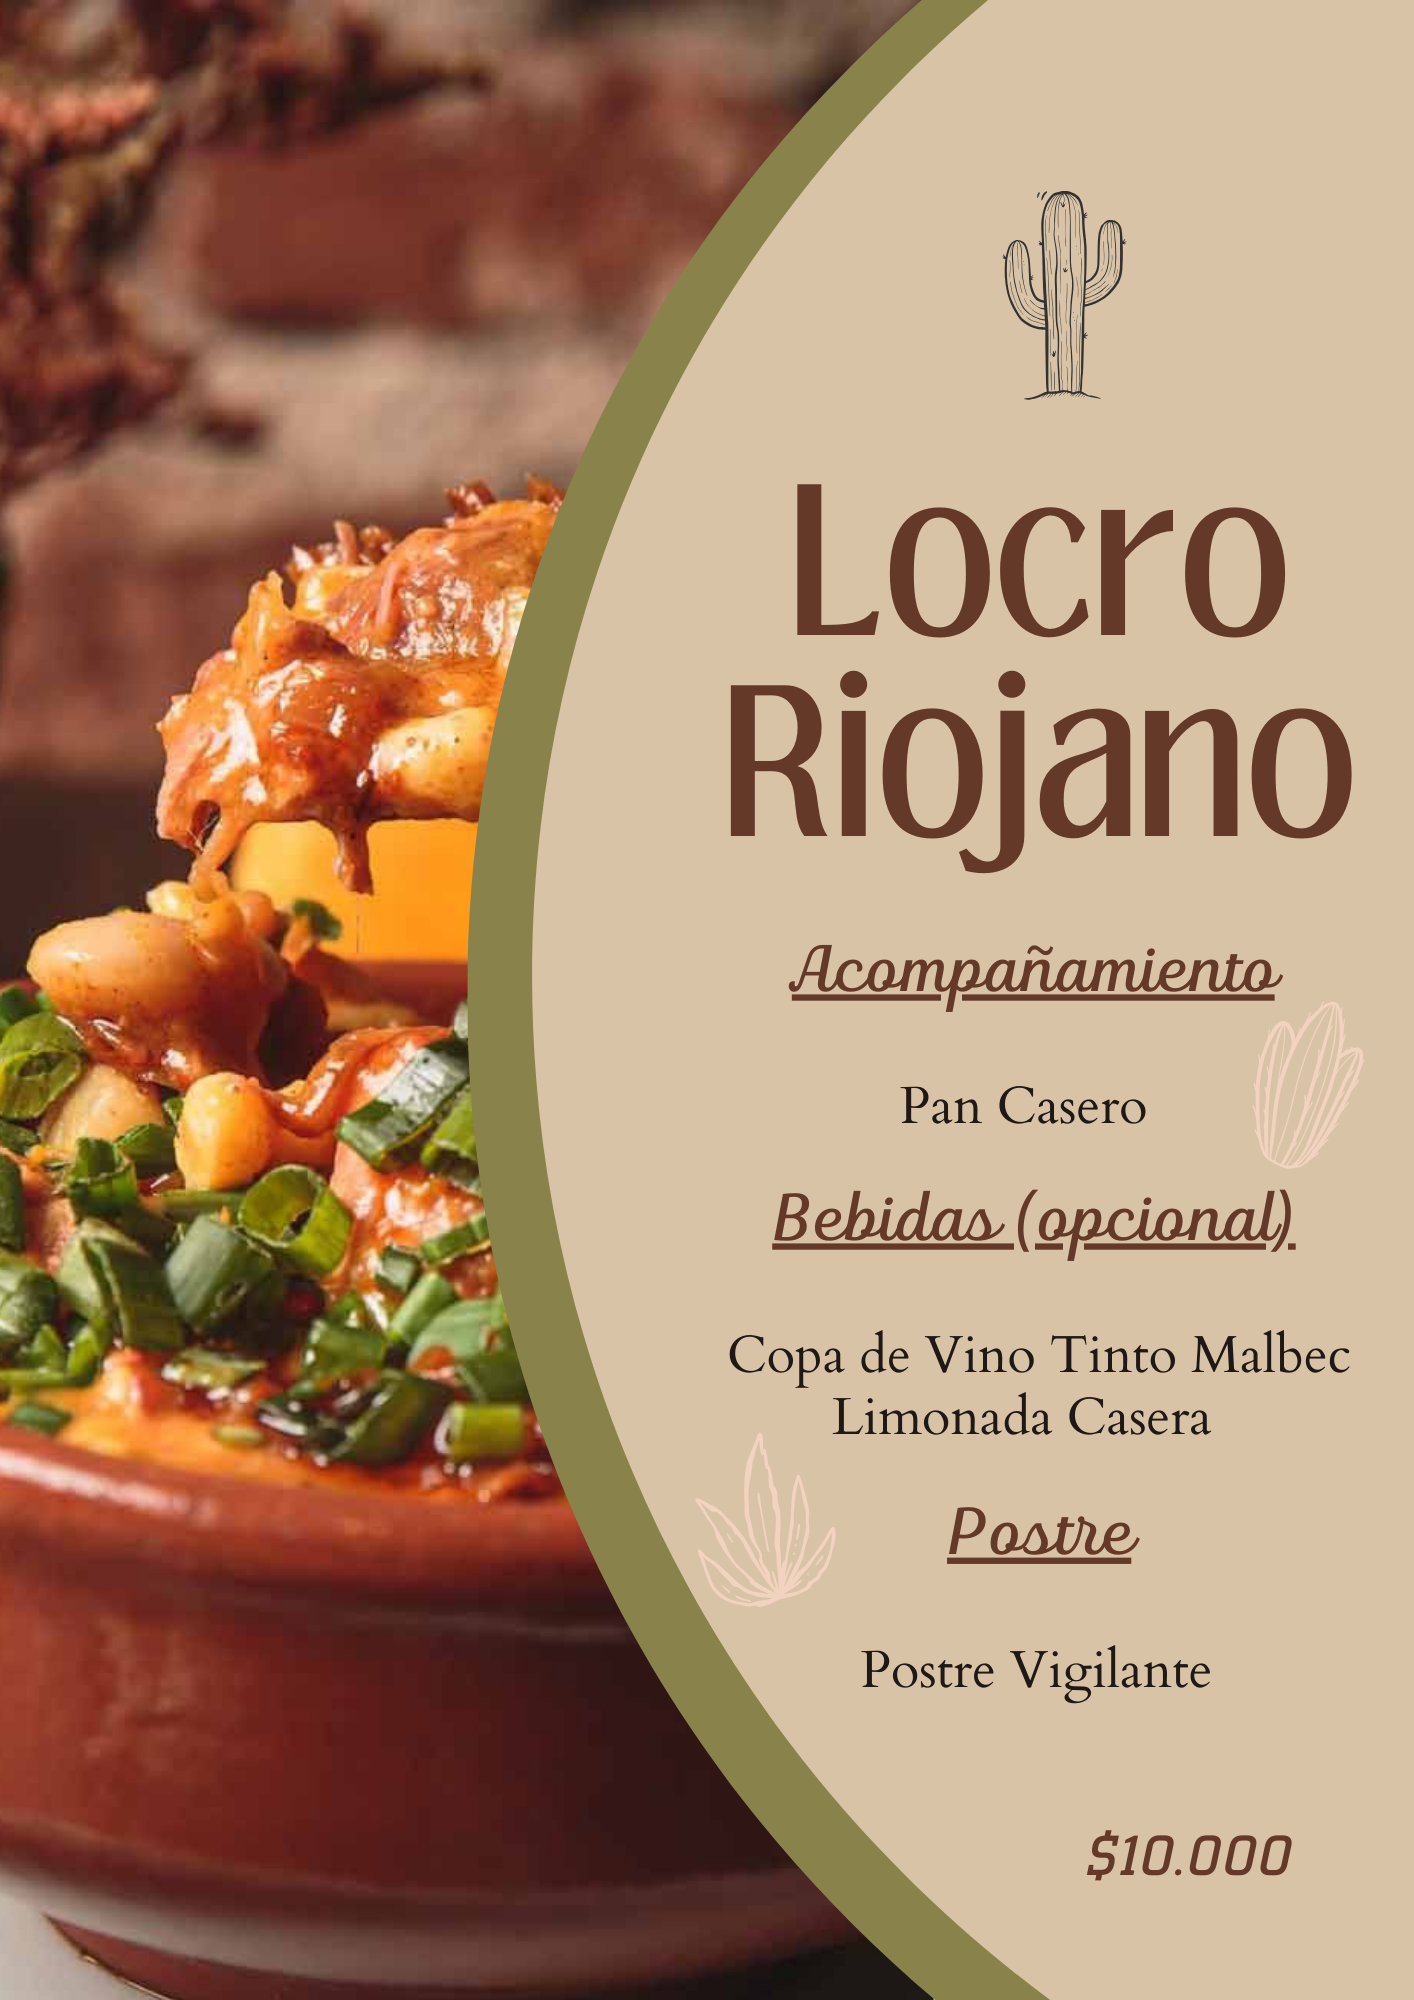 Locro
Riojano
Acompañamiento
Pan Casero
Bebidas (opcional)
Copa de Vino Tinto Malbec
Limonada Casera
Postre
Postre Vigilante
$10.000